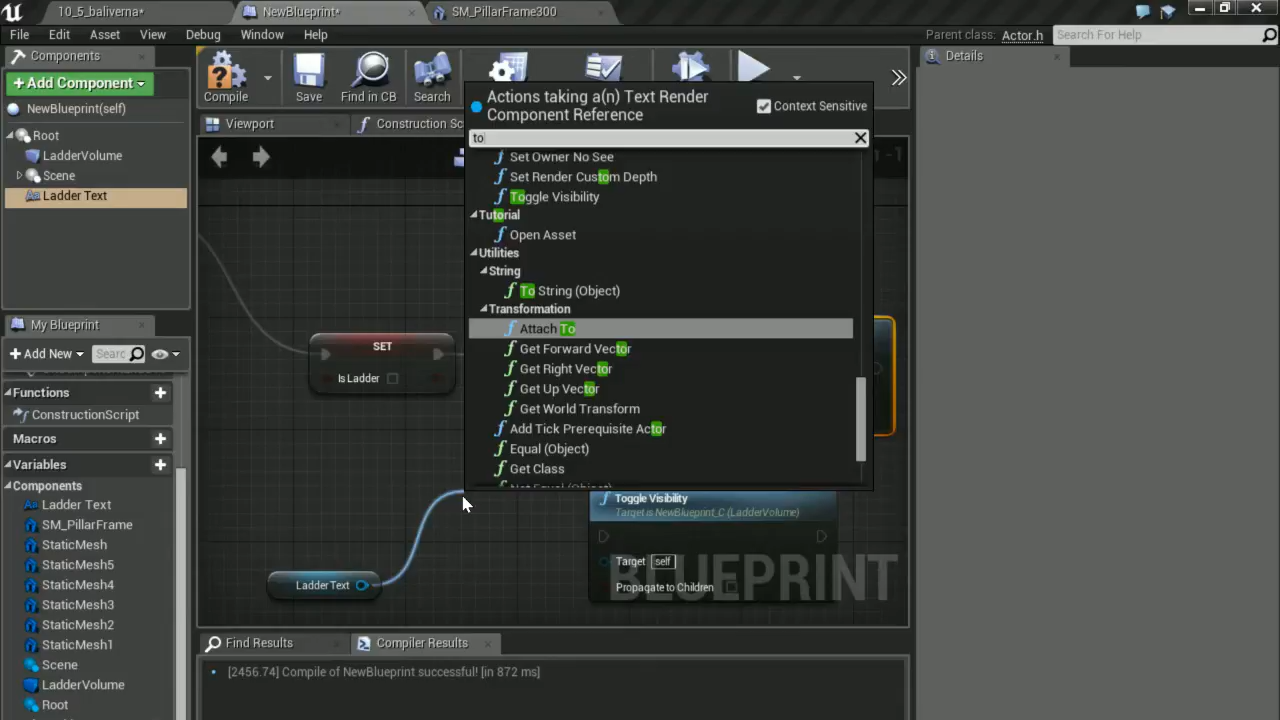 10_5_baliverna*
NewBlueprint*
SM_PillarFrame300
File Edit Asset View Debug Window Help
Parent class: Actor.h
Search For Help
Components
Details
+Add Component
Compile
Save
Find in CB
Search
NewBlueprint(self)
Root
LadderVolume
Scene
Ladder Text
Viewport
Construction Sc
Actions taking a(n) Text Render
Component Reference
Context Sensitive
to
Set Owner No See
Set Render Custom Depth
Toggle Visibility
Tutorial
Open Asset
Utilities
String
To String (Object)
Transformation
Attach To
Get Forward Vector
Get Right Vector
Get Up Vector
Get World Transform
Add Tick Prerequisite Actor
Equal (Object)
Get Class
Not Equal (Object)
SET
Is Ladder
Ladder Text
Toggle Visibility
Target is NewBlueprint_C (LadderVolume)
Target self
Propagate to Children
BLUEPRINT
My Blueprint
+Add New
Searc
Functions
ConstructionScript
Macros
Variables
Components
Ladder Text
SM_PillarFrame
StaticMesh
StaticMesh5
StaticMesh4
StaticMesh3
StaticMesh2
StaticMesh1
Scene
LadderVolume
Root
Find Results
Compiler Results
[2456.74] Compile of NewBlueprint successful! [in 872 ms]